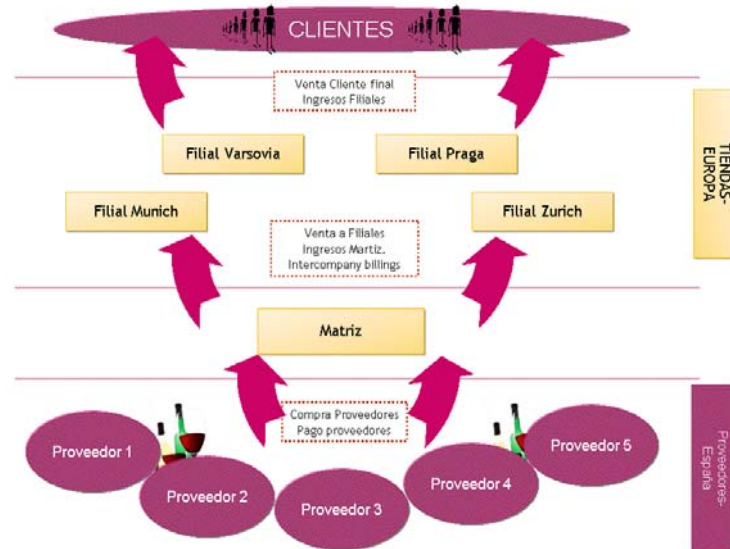 CLIENTES
Venta Cliente final
Ingresos Filiales
Filial Varsovia
Filial Praga
TIENDAS-
EUROPA
Filial Munich
Filial Zurich
Venta a Filiales
Ingresos Martiz.
Intercompany billings
Matriz
Compra Proveedores
Pago proveedores
Proveedor 1
Proveedor 2
Proveedor 3
Proveedor 4
Proveedor 5
Proveedores-
España